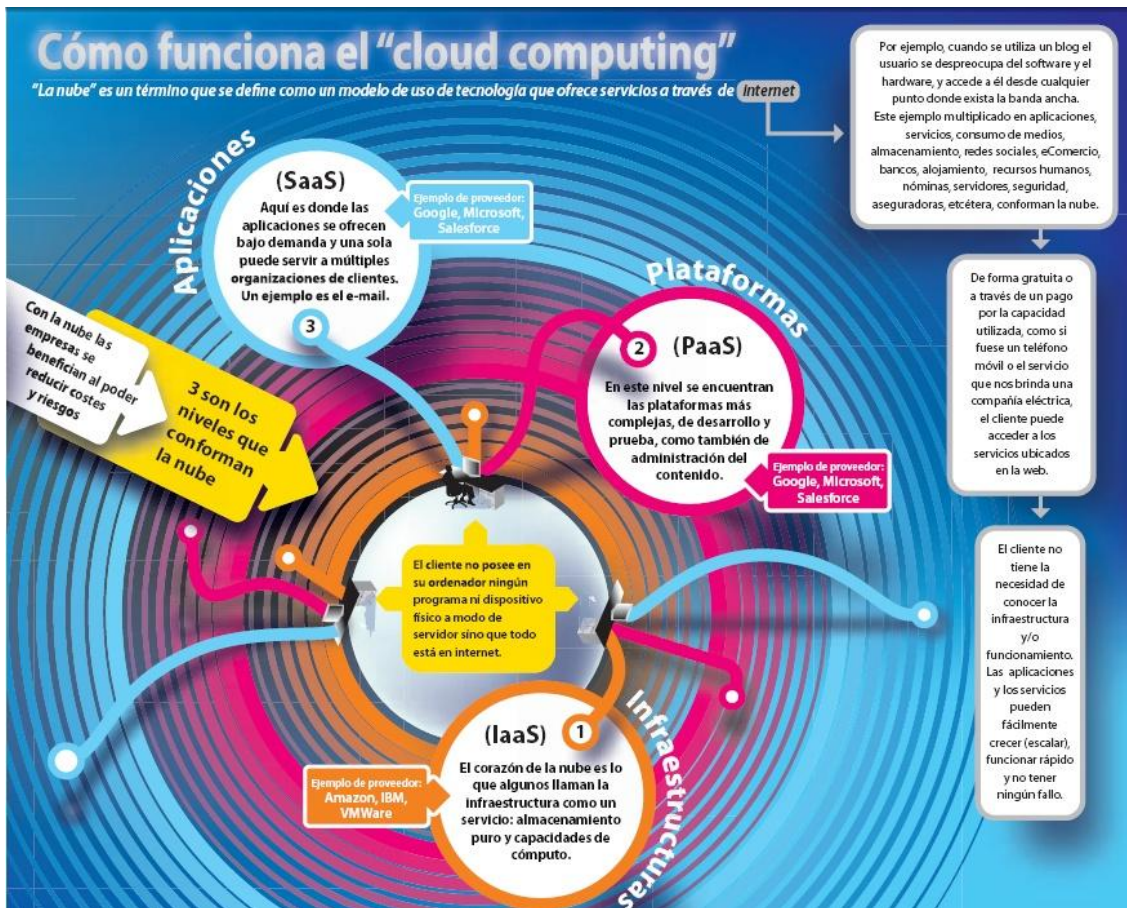 Cómo funciona el “cloud computing”
“La nube” es un término que se define como un modelo de uso de tecnología que ofrece servicios a través de Internet
Por ejemplo, cuando se utiliza un blog el
usuario se despreocupa del software y el
hardware, y accede a él desde cualquier
punto donde exista la banda ancha.
Este ejemplo multiplicado en aplicaciones,
servicios, consumo de medios,
almacenamiento, redes sociales, eComercio,
bancos, alojamiento, recursos humanos,
nóminas, servidores, seguridad,
aseguradoras, etcétera, conforman la nube.
De forma gratuita o
a través de un pago
por la capacidad
utilizada, como si
fuese un teléfono
móvil o el servicio
que nos brinda una
compañía eléctrica,
el cliente puede
acceder a los
servicios ubicados
en la web.
El cliente no
tiene la
necesidad de
conocer la
infraestructura
y/o
funcionamiento.
Las aplicaciones
y los servicios
pueden
fácilmente
crecer (escalar),
funcionar rápido
y no tener
ningún fallo.
Con la nube las
empresas se
benefician al poder
reducir costes
y riesgos
3 son los
niveles que
conforman
la nube
Aplicaciones
(SaaS)
Aquí es donde las
aplicaciones se ofrecen
bajo demanda y una sola
puede servir a múltiples
organizaciones de clientes.
Un ejemplo es el e-mail.
3
Ejemplo de proveedor:
Google, Microsoft,
Salesforce
Plataformas
2
(PaaS)
En este nivel se encuentran
las plataformas más
complejas, de desarrollo y
prueba, como también de
administración del
contenido.
Ejemplo de proveedor:
Google, Microsoft,
Salesforce
El cliente no posee en
su ordenador ningún
programa ni dispositivo
físico a modo de
servidor sino que todo
está en internet.
Infraestructuras
(IaaS)
1
El corazón de la nube es lo
que algunos llaman la
infraestructura como un
servicio: almacenamiento
puro y capacidades de
cómputo.
Ejemplo de proveedor:
Amazon, IBM,
VMWare